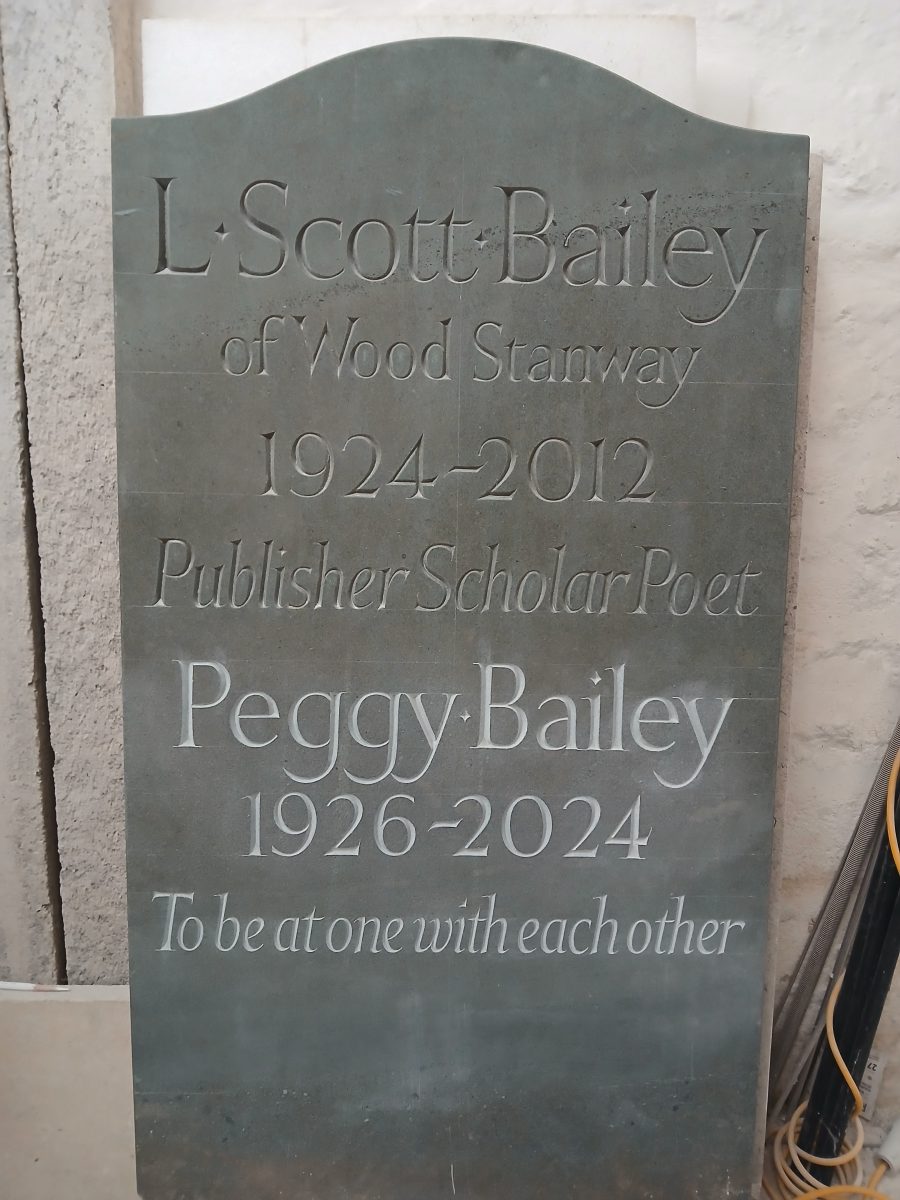 L·Scott·Bailey
of Wood Stanway
1924-2012
Publisher Scholar Poet
Peggy·Bailey
1926-2024
To be at one with each other